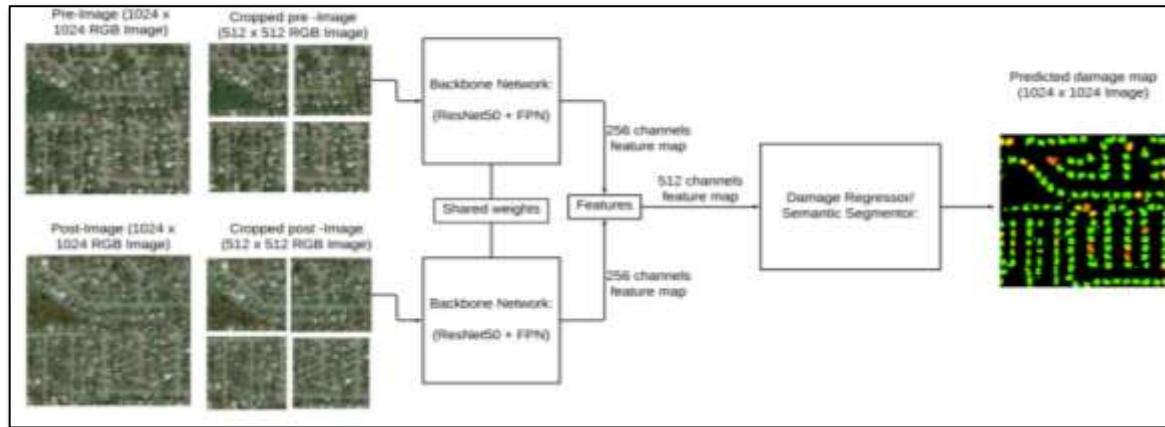 Pre-Image (1024 x
1024 RGB Image)
Cropped pre -Image
(512 x 512 RGB Image)
Backbone Network:
(ResNet50 + FPN)
256 channels
feature map
Post-Image (1024 x
1024 RGB Image)
Cropped post -Image
(512 x 512 RGB Image)
Shared weights
Backbone Network:
(ResNet50 + FPN)
256 channels
feature map
Features
512 channels
feature map
Damage Regressor/
Semantic Segmentor:
Predicted damage map
(1024 x 1024 Image)